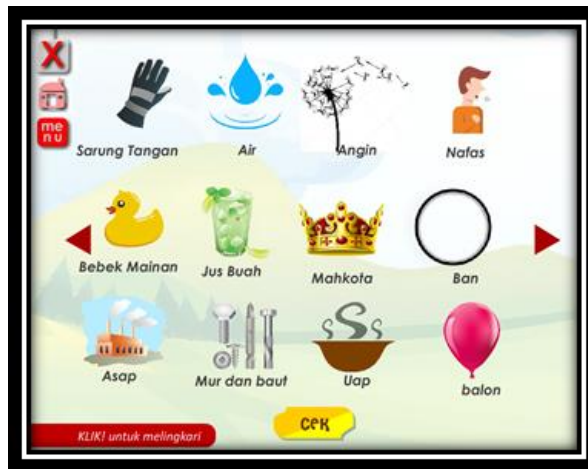 X
me
nu
Sarung Tangan
Air
Angin
Nafas
Bebek Mainan
Jus Buah
Mahkota
Ban
Asap
Mur dan baut
Uap
balon
KLIK! untuk melingkari
CEK